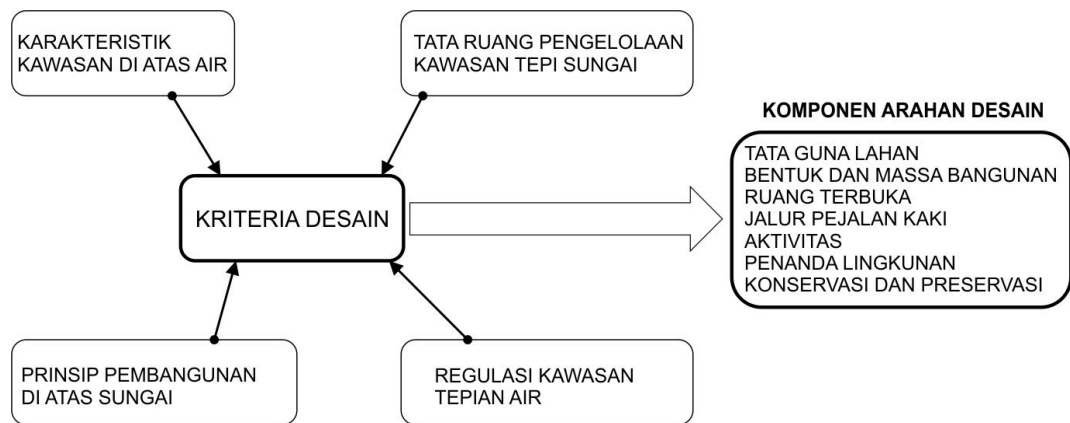 KARAKTERISTIK
KAWASAN DI ATAS AIR
TATA RUANG PENGELOLAAN
KAWASAN TEPI SUNGAI
KRITERIA DESAIN
KOMPONEN ARAHAN DESAIN
TATA GUNA LAHAN
BENTUK DAN MASSA BANGUNAN
RUANG TERBUKA
JALUR PEJALAN KAKI
AKTIVITAS
PENANDA LINGKUNAN
KONSERVASI DAN PRESERVASI
PRINSIP PEMBANGUNAN
DI ATAS SUNGAI
REGULASI KAWASAN
TEPIAN AIR